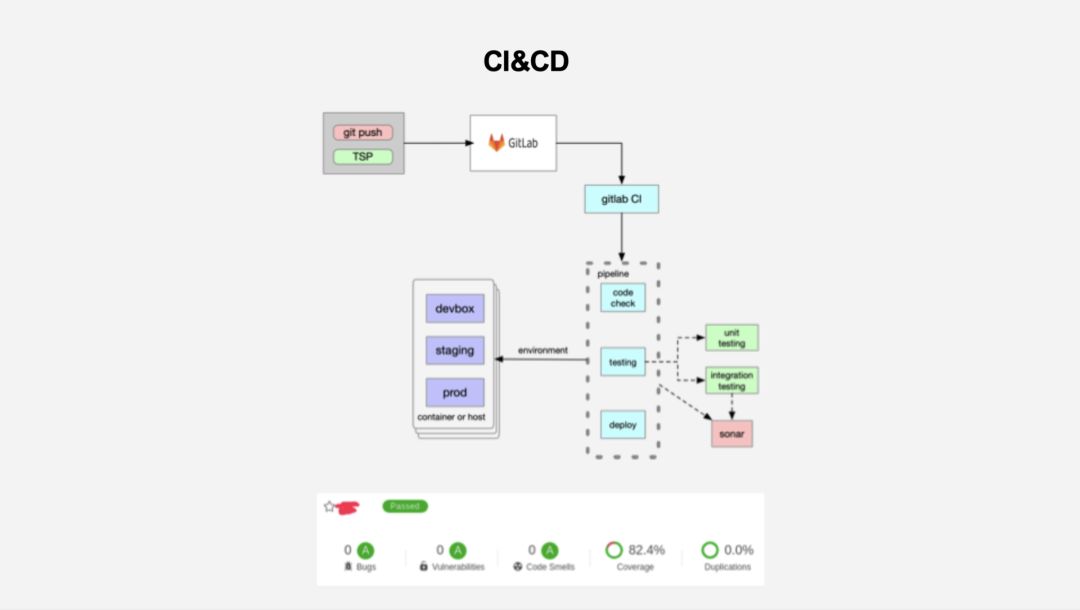 CI&CD
git push
TSP
GitLab
gitlab CI
pipeline
code
check
testing
deploy
unit
testing
integration
testing
sonar
environment
devbox
staging
prod
container or host
Passed
0 A
Bugs
0 A
Vulnerabilities
0 A
Code Smells
82.4%
Coverage
0.0%
Duplications